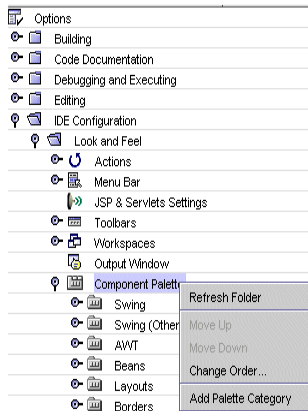 Options
Building
Code Documentation
Debugging and Executing
Editing
IDE Configuration
Look and Feel
Actions
Menu Bar
JSP & Servlets Settings
Toolbars
Workspaces
Output Window
Component Palette
Refresh Folder
Swing
Swing (Other
Move Up
Move Down
AWT
Change Order...
Beans
Layouts
Add Palette Category
Borders